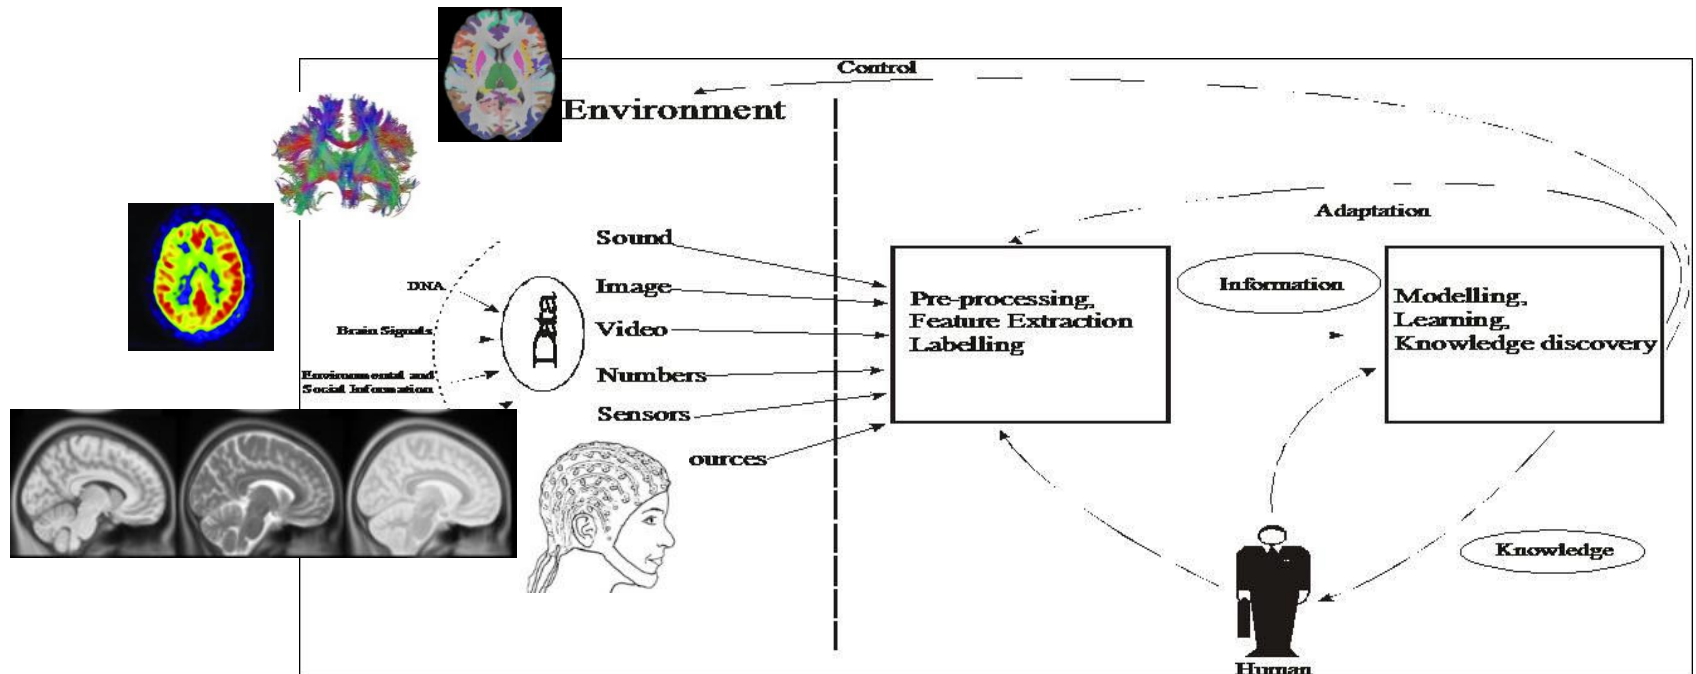 Control
Environment
Adaptation
Sound
DNA
Image
Information
Data
Pre-processing,
Feature Extraction
Labelling
Modelling,
Learning,
Knowledge discovery
Brain Signals
Video
Environmental and
Social Information
Numbers
Sensors
ources
Knowledge
Human